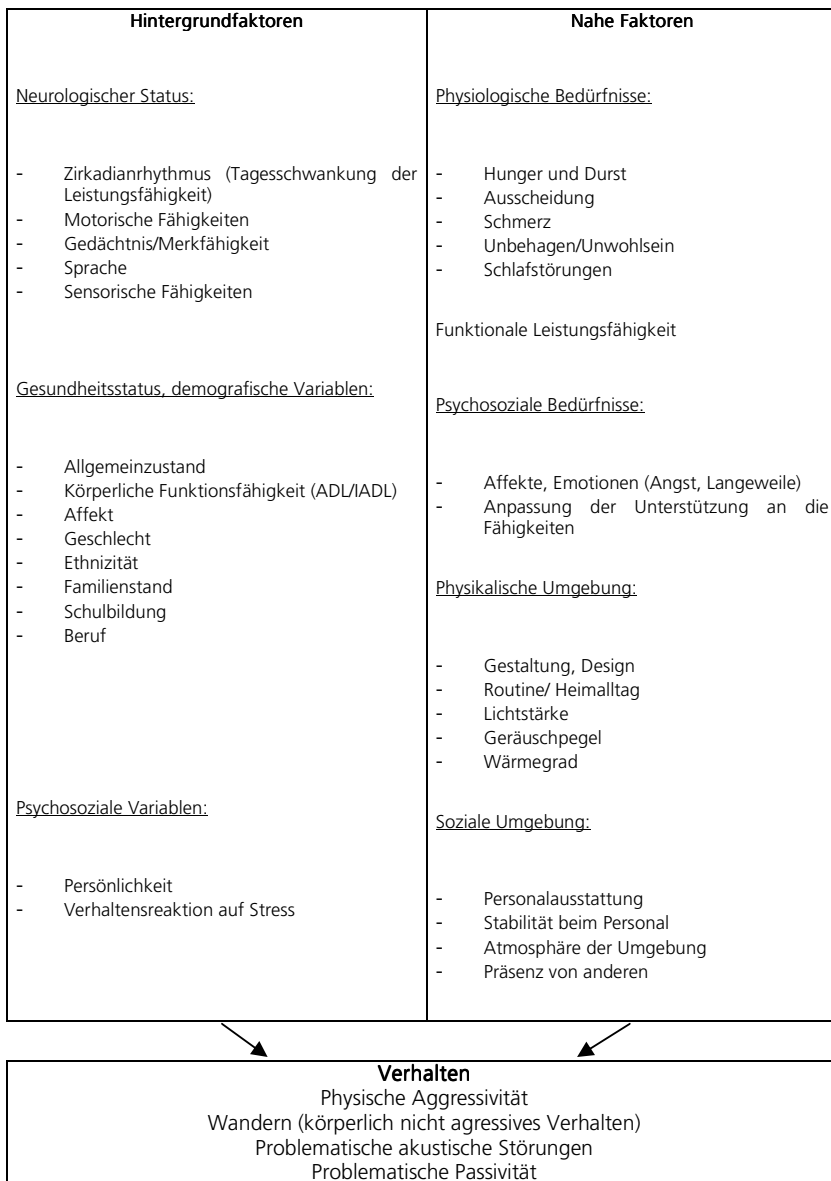 Hintergrundfaktoren
Neurologischer Status:
- Zirkadianrhythmus (Tagesschwankung der
Leistungsfähigkeit)
- Motorische Fähigkeiten
- Gedächtnis/Merkfähigkeit
- Sprache
- Sensorische Fähigkeiten
Gesundheitsstatus, demografische Variablen:
- Allgemeinzustand
- Körperliche Funktionsfähigkeit (ADL/IADL)
- Affekt
- Geschlecht
- Ethnizität
- Familienstand
- Schulbildung
- Beruf
Psychosoziale Variablen:
- Persönlichkeit
- Verhaltensreaktion auf Stress
Nahe Faktoren
Physiologische Bedürfnisse:
- Hunger und Durst
- Ausscheidung
- Schmerz
- Unbehagen/Unwohlsein
- Schlafstörungen
Funktionale Leistungsfähigkeit
Psychosoziale Bedürfnisse:
- Affekte, Emotionen (Angst, Langeweile)
- Anpassung der Unterstützung an die
Fähigkeiten
Physikalische Umgebung:
- Gestaltung, Design
- Routine/ Heimalltag
- Lichtstärke
- Geräuschpegel
- Wärmegrad
Soziale Umgebung:
- Personalausstattung
- Stabilität beim Personal
- Atmosphäre der Umgebung
- Präsenz von anderen
Verhalten
Physische Aggressivität
Wandern (körperlich nicht agressives Verhalten)
Problematische akustische Störungen
Problematische Passivität